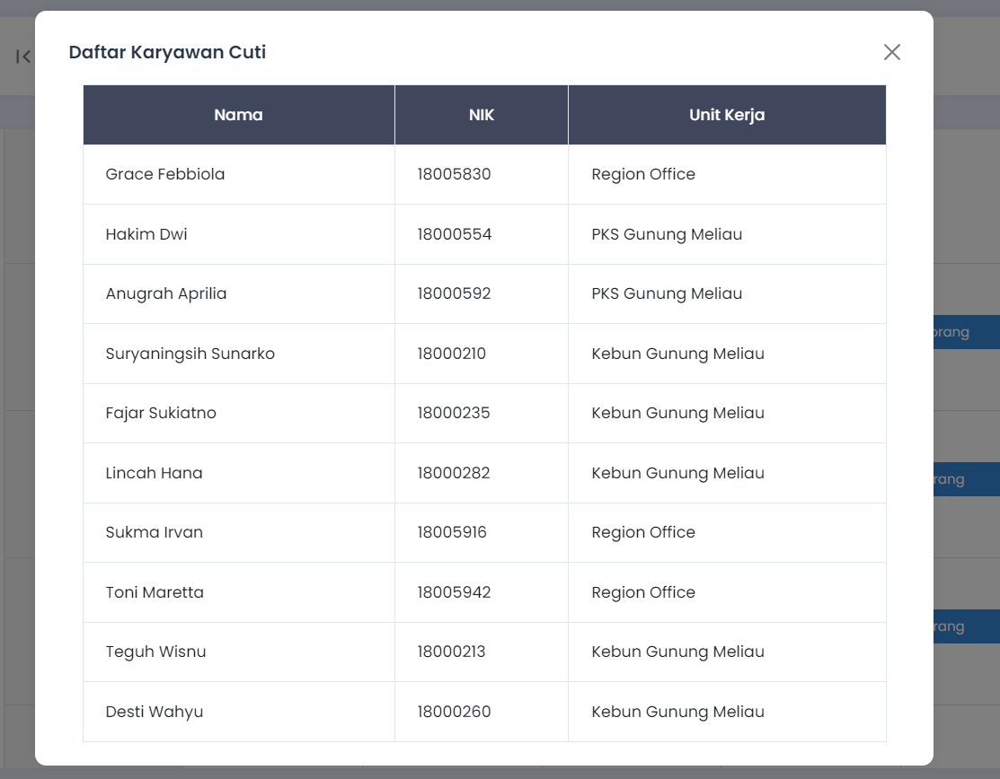 Daftar Karyawan Cuti
Nama NIK Unit Kerja
Grace Febbiola 18005830 Region Office
Hakim Dwi 18000554 PKS Gunung Meliau
Anugrah Aprilia 18000592 PKS Gunung Meliau
Suryaningsih Sunarko 18000210 Kebun Gunung Meliau
Fajar Sukiatno 18000235 Kebun Gunung Meliau
Lincah Hana 18000282 Kebun Gunung Meliau
Sukma Irvan 18005916 Region Office
Toni Maretta 18005942 Region Office
Teguh Wisnu 18000213 Kebun Gunung Meliau
Desti Wahyu 18000260 Kebun Gunung Meliau